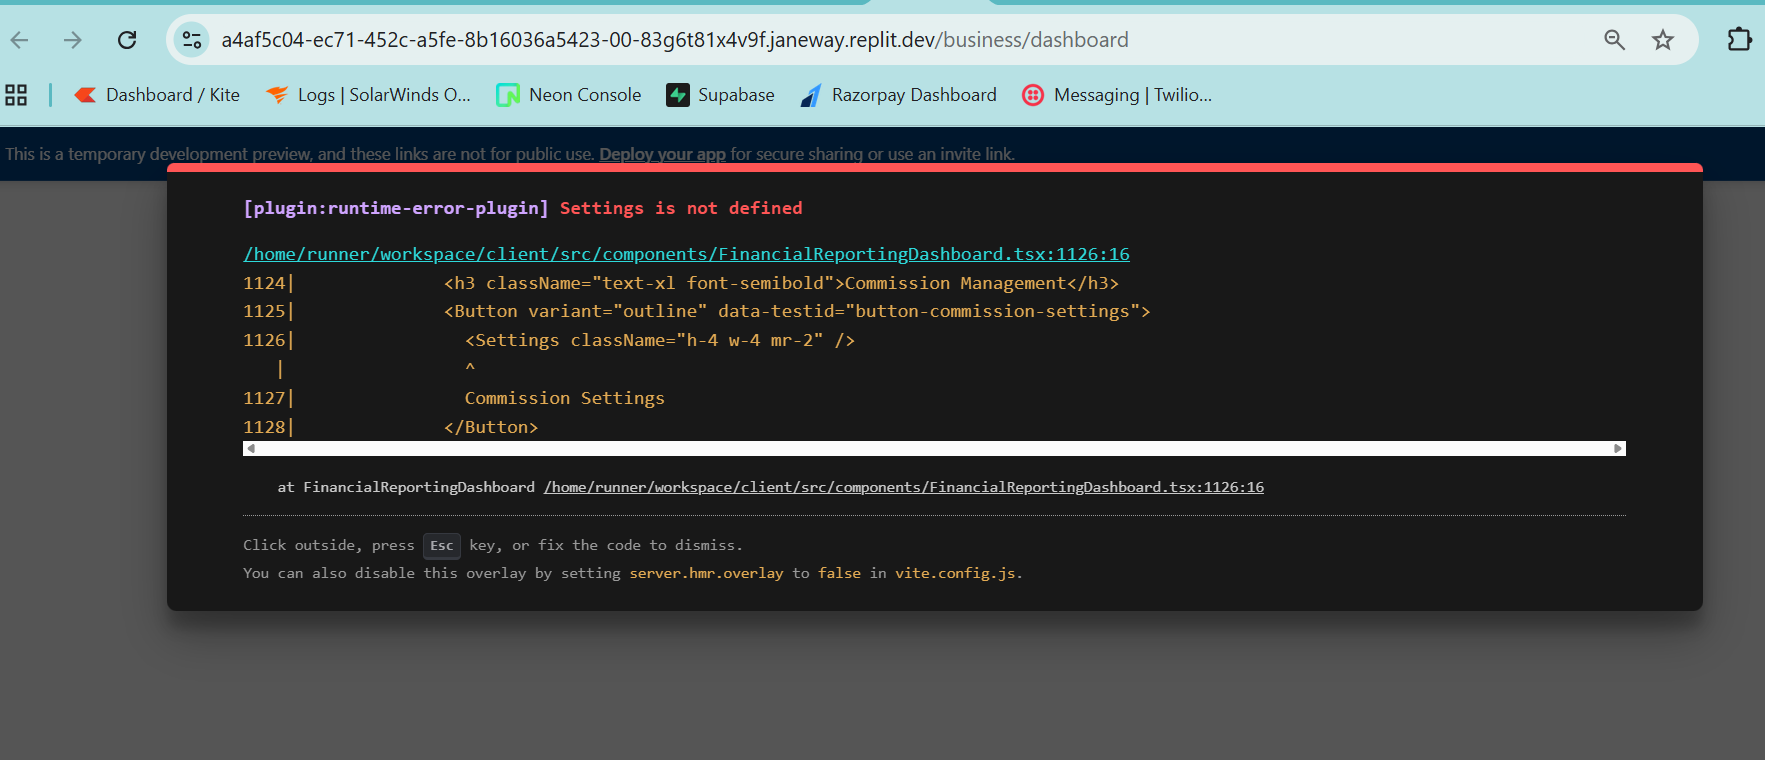 a4af5c04-ec71-452c-a5fe-8b16036a5423-00-83g6t81x4v9f.janeway.replit.dev/business/dashboard
Dashboard / Kite Logs | SolarWinds O... Neon Console Supabase Razorpay Dashboard Messaging | Twilio...
This is a temporary development preview, and these links are not for public use. Deploy your app for secure sharing or use an invite link.
[plugin:runtime-error-plugin] Settings is not defined
/home/runner/workspace/client/src/components/FinancialReportingDashboard.tsx:1126:16
1124|              <h3 className="text-xl font-semibold">Commission Management</h3>
1125|              <Button variant="outline" data-testid="button-commission-settings">
1126|                <Settings className="h-4 w-4 mr-2" />
   |                ^
1127|                Commission Settings
1128|              </Button>
at FinancialReportingDashboard /home/runner/workspace/client/src/components/FinancialReportingDashboard.tsx:1126:16
Click outside, press Esc key, or fix the code to dismiss.
You can also disable this overlay by setting server.hmr.overlay to false in vite.config.js.